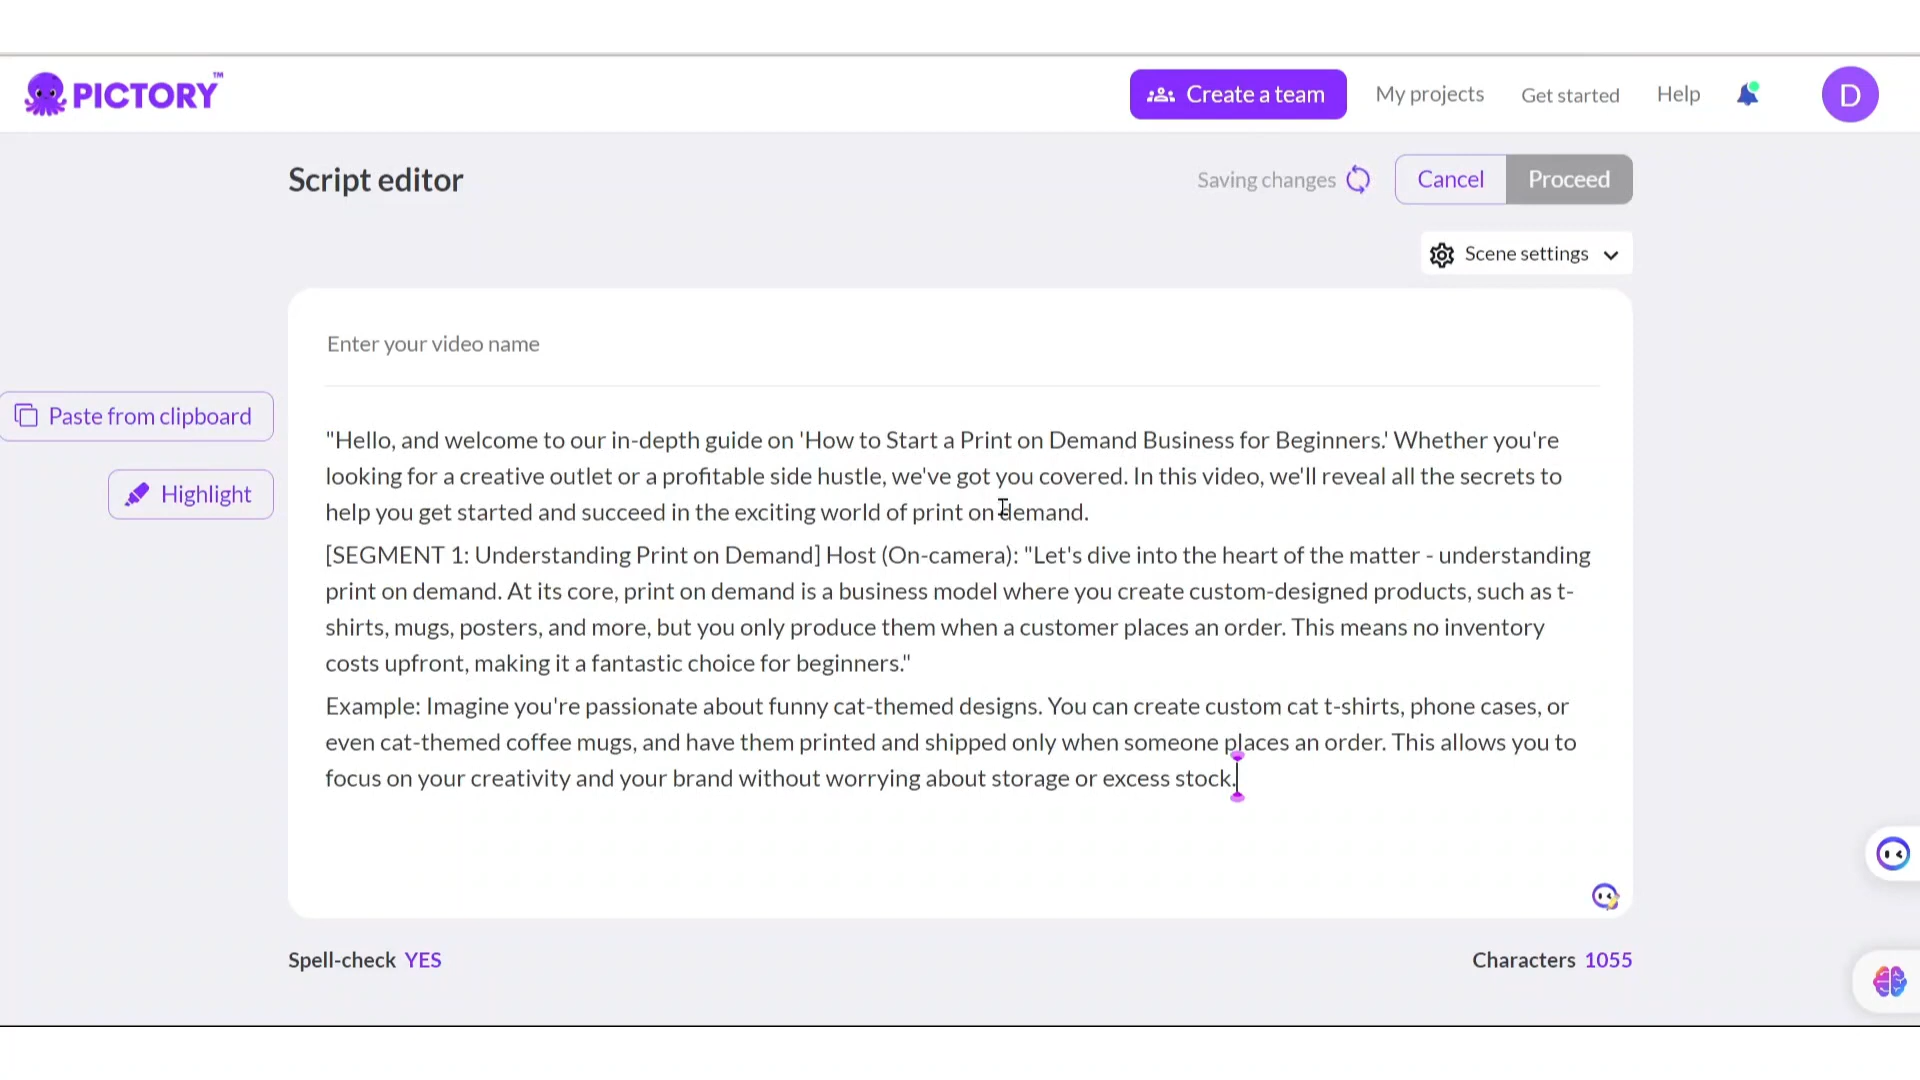 PICTORY™
Create a team
My projects
Get started
Help
D
Script editor
Saving changes
Cancel
Proceed
Scene settings
Enter your video name
Paste from clipboard
Highlight
"Hello, and welcome to our in-depth guide on 'How to Start a Print on Demand Business for Beginners.' Whether you're
looking for a creative outlet or a profitable side hustle, we've got you covered. In this video, we'll reveal all the secrets to
help you get started and succeed in the exciting world of print on demand.
[SEGMENT 1: Understanding Print on Demand] Host (On-camera): "Let's dive into the heart of the matter - understanding
print on demand. At its core, print on demand is a business model where you create custom-designed products, such as t-
shirts, mugs, posters, and more, but you only produce them when a customer places an order. This means no inventory
costs upfront, making it a fantastic choice for beginners."
Example: Imagine you're passionate about funny cat-themed designs. You can create custom cat t-shirts, phone cases, or
even cat-themed coffee mugs, and have them printed and shipped only when someone places an order. This allows you to
focus on your creativity and your brand without worrying about storage or excess stock.
Spell-check YES
Characters 1055